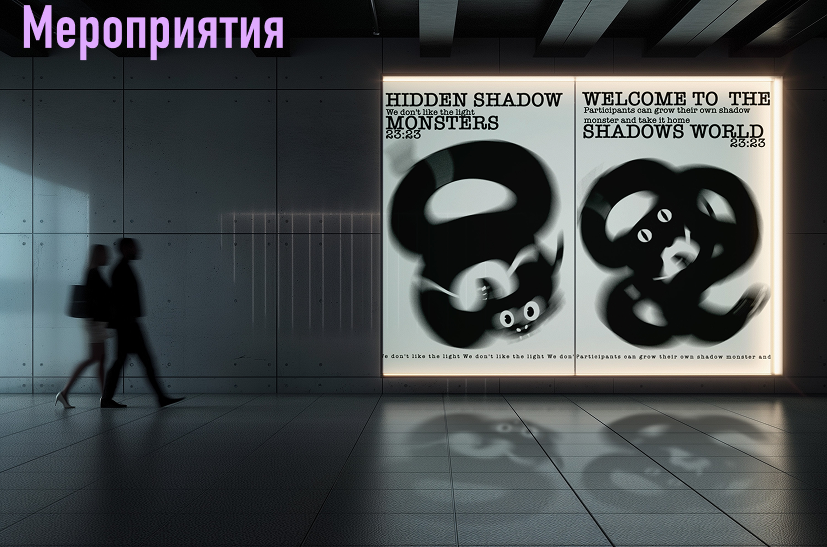 Мероприятия
HIDDEN SHADOW
We don't like the light
MONSTERS
23:23
WELCOME TO THE
Participants can grow their own shadow
monster and take it home
SHADOWS WORLD
23:23
We don't like the light We don't like the light We don'
Participants can grow their own shadow monster and